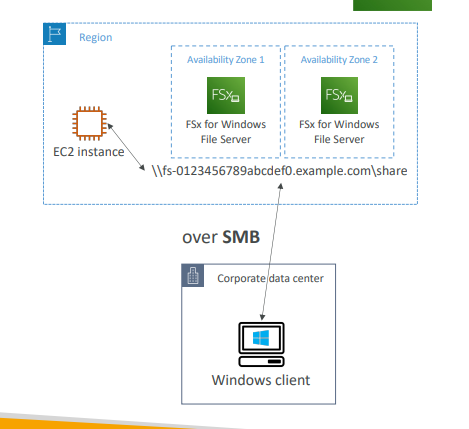 Region
Availability Zone 1
Availability Zone 2
FSx
FSx
FSx for Windows
File Server
FSx for Windows
File Server
EC2 instance
\\fs-0123456789abcdef0.example.com\share
over SMB
Corporate data center
Windows client